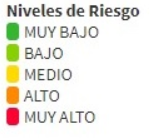 Niveles de Riesgo
MUY BAJO
BAJO
MEDIO
ALTO
MUY ALTO